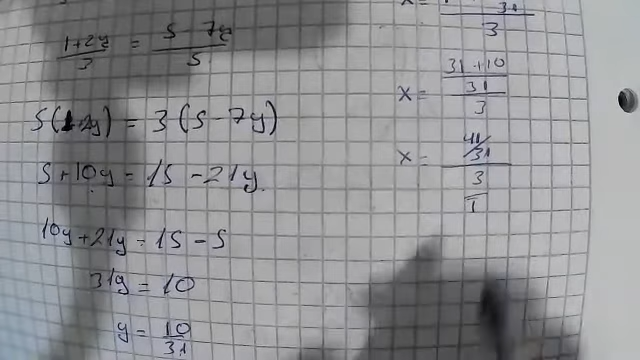 (1+2y)/3 = (5-7y)/5
5(1+2y) = 3(5-7y)
5+10y = 15-21y
10y+21y = 15-5
31y = 10
y = 10/31
x = ((31+10)/31)/3
x = (41/31)/(3/1)